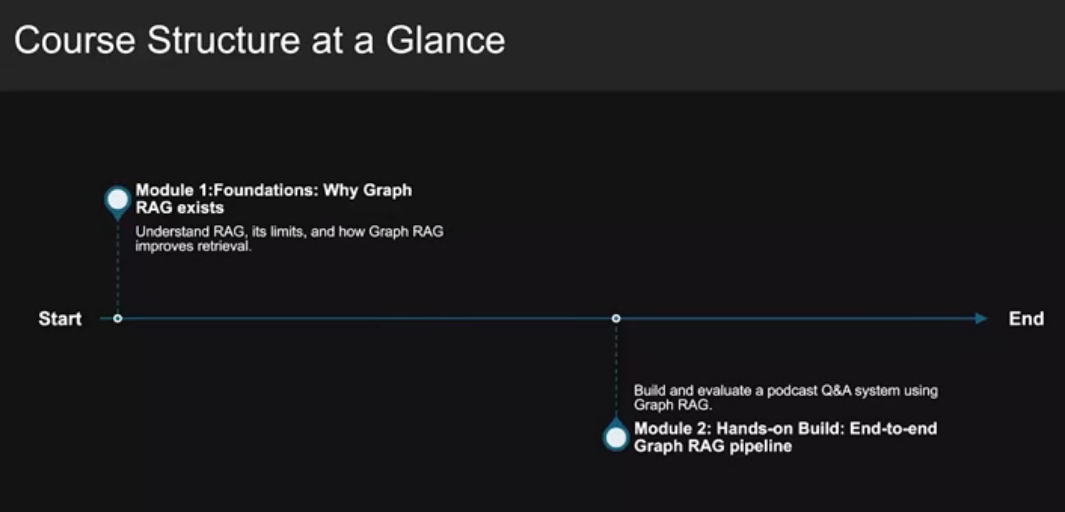 Course Structure at a Glance
Module 1:Foundations: Why Graph
RAG exists
Understand RAG, its limits, and how Graph RAG
improves retrieval.
Start
End
Build and evaluate a podcast Q&A system using
Graph RAG.
Module 2: Hands-on Build: End-to-end
Graph RAG pipeline